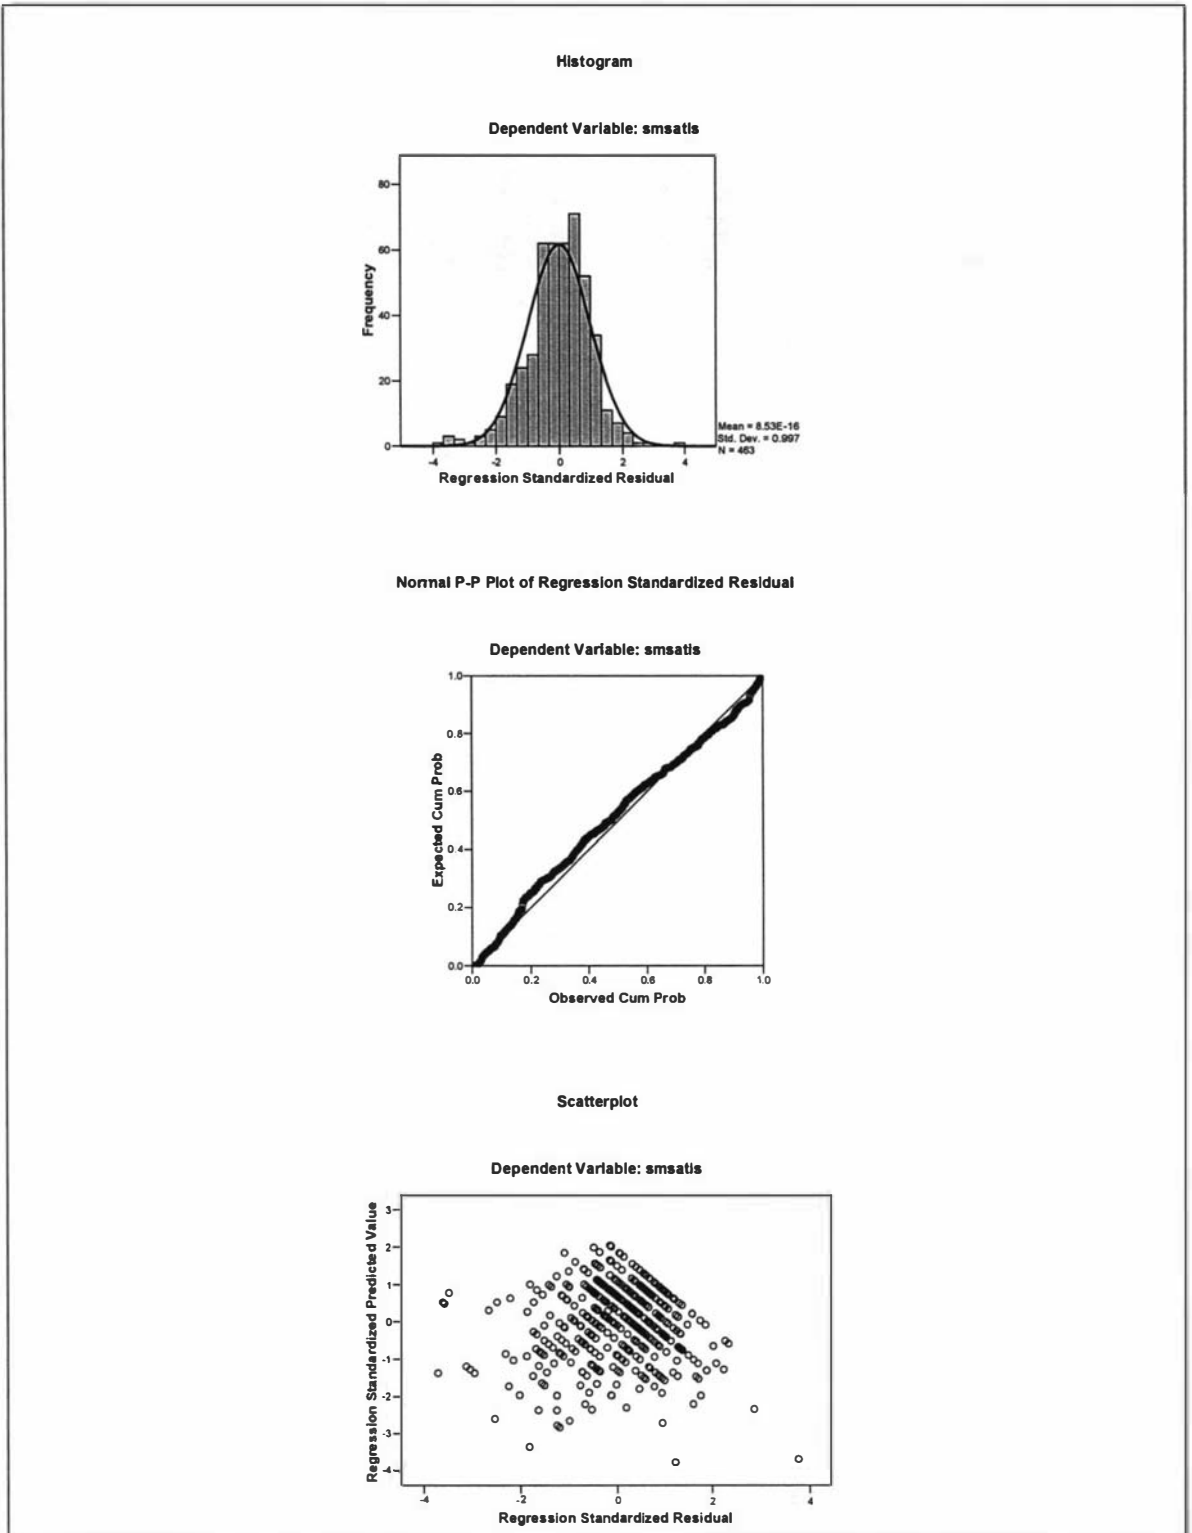 Histogram
Dependent Variable: smsatis
80
60
40
20
0
Frequency
-4 -2 0 2 4
Regression Standardized Residual
Mean = 8.53E-16
Std. Dev. = 0.997
N = 463
Normal P-P Plot of Regression Standardized Residual
Dependent Variable: smsatis
1.0
0.8
0.6
0.4
0.2
0.0
Expected Cum Prob
0.0 0.2 0.4 0.6 0.8 1.0
Observed Cum Prob
Scatterplot
Dependent Variable: smsatis
3
2
1
0
-1
-2
-3
-4
Regression Standardized Predicted Value
-4 -2 0 2 4
Regression Standardized Residual